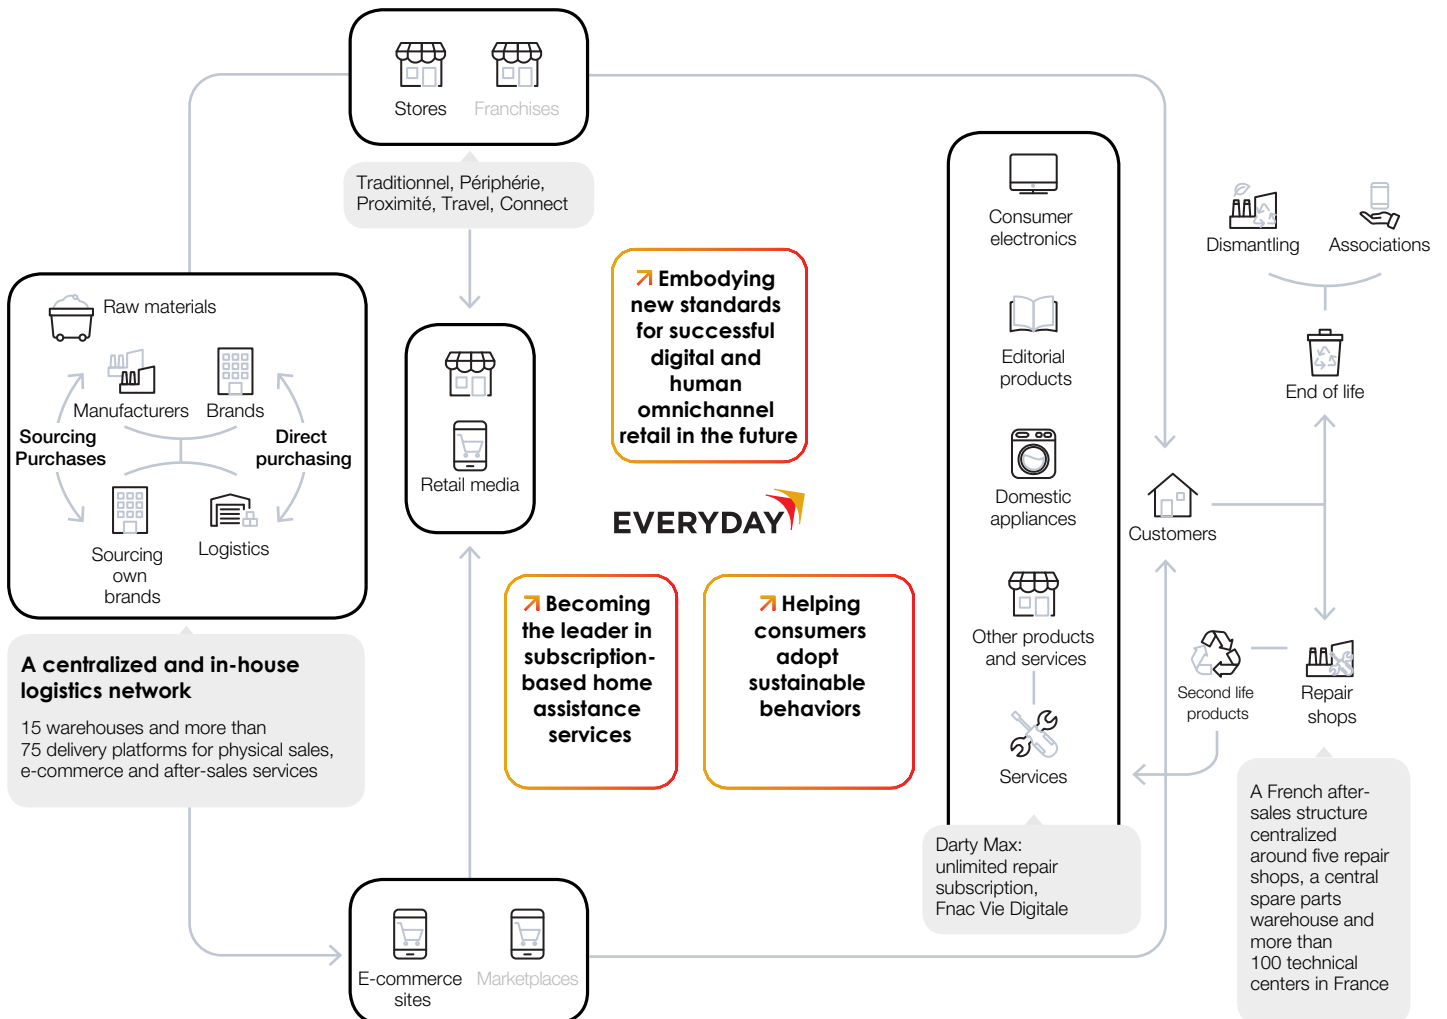 Stores
Franchises
Traditionnel, Périphérie,
Proximité, Travel, Connect
Raw materials
Manufacturers
Brands
Sourcing
Purchases
Direct
purchasing
Sourcing
own
brands
Logistics
A centralized and in-house
logistics network
15 warehouses and more than
75 delivery platforms for physical sales,
e-commerce and after-sales services
Retail media
Embodying
new standards
for successful
digital and
human
omnichannel
retail in the future
EVERYDAY
Becoming
the leader in
subscription-
based home
assistance
services
Helping
consumers
adopt
sustainable
behaviors
E-commerce
sites
Marketplaces
Consumer
electronics
Editorial
products
Domestic
appliances
Other products
and services
Services
Darty Max:
unlimited repair
subscription,
Fnac Vie Digitale
Customers
Dismantling
Associations
End of life
Second life
products
Repair
shops
A French after-
sales structure
centralized
around five repair
shops, a central
spare parts
warehouse and
more than
100 technical
centers in France